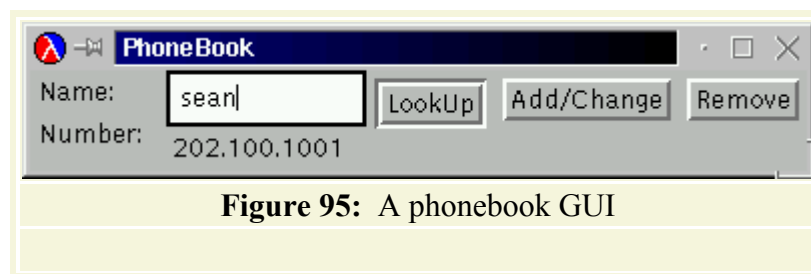 PhoneBook
Name: sean LookUp Add/Change Remove
Number: 202.100.1001
Figure 95: A phonebook GUI